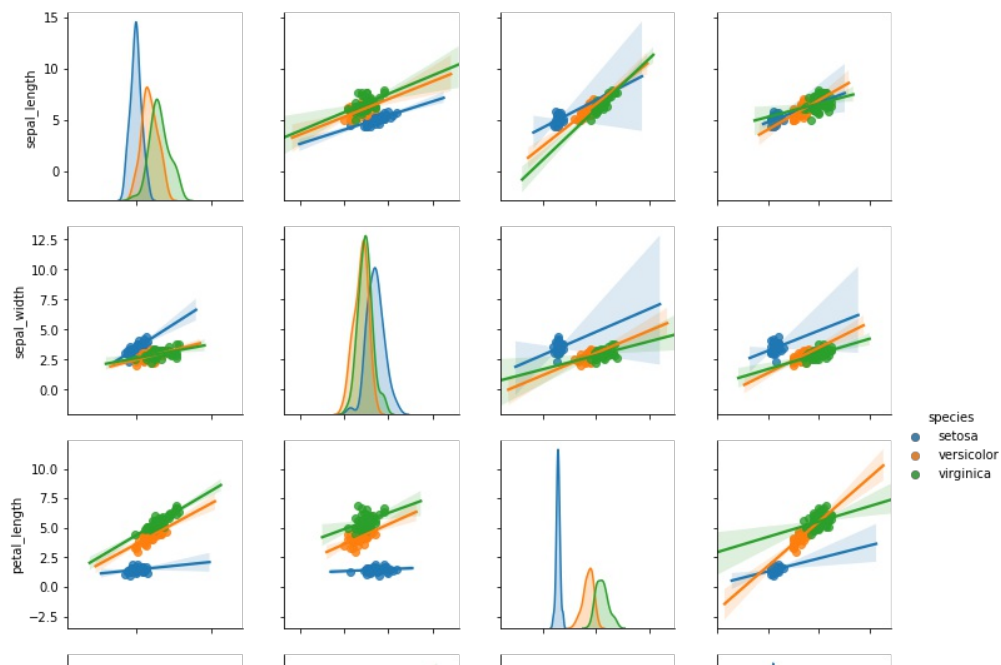 15
10
5
0
sepal_length
12.5
10.0
7.5
5.0
2.5
0.0
sepal_width
10.0
7.5
5.0
2.5
0.0
−2.5
petal_length
species
setosa
versicolor
virginica